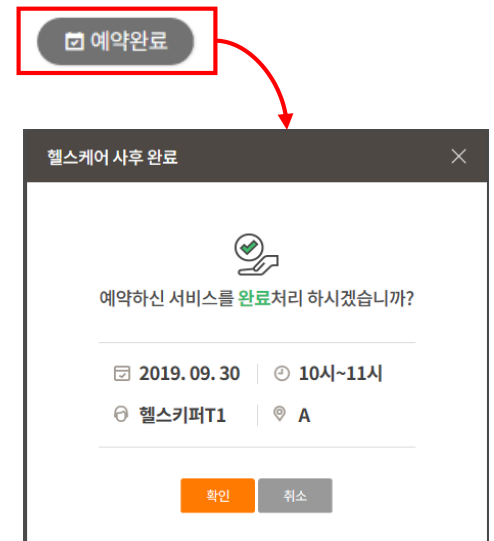 예약완료
헬스케어 사후 완료
예약하신 서비스를 완료처리 하시겠습니까?
2019. 09. 30 10시~11시
헬스키퍼T1 A
확인 취소